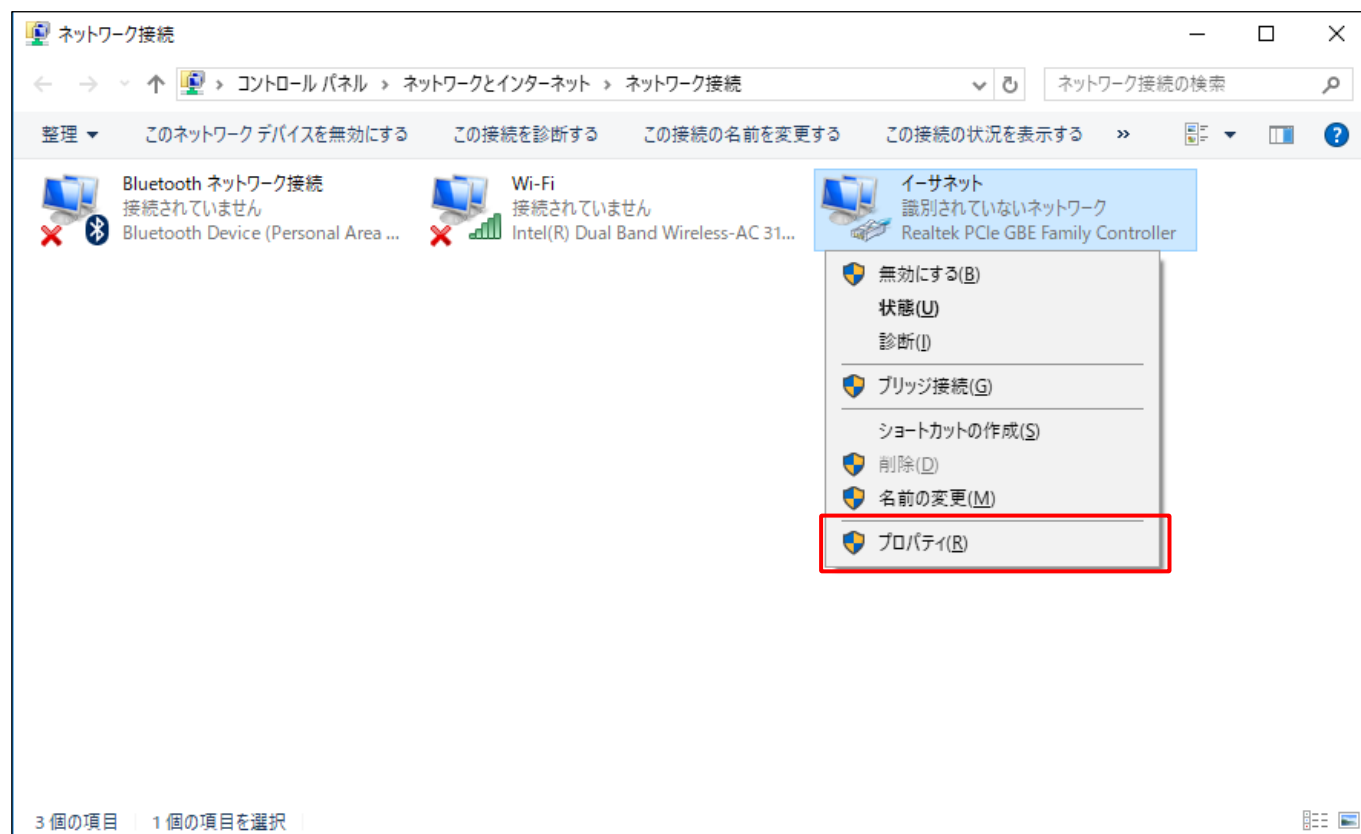 ネットワーク接続
コントロール パネル › ネットワークとインターネット › ネットワーク接続
ネットワーク接続の検索
整理 このネットワーク デバイスを無効にする この接続を診断する この接続の名前を変更する この接続の状況を表示する »
Bluetooth ネットワーク接続
接続されていません
Bluetooth Device (Personal Area ...
Wi-Fi
接続されていません
Intel(R) Dual Band Wireless-AC 31...
イーサネット
識別されていないネットワーク
Realtek PCIe GBE Family Controller
無効にする(B)
状態(U)
診断(I)
ブリッジ接続(G)
ショートカットの作成(S)
削除(D)
名前の変更(M)
プロパティ(R)
3 個の項目 1 個の項目を選択